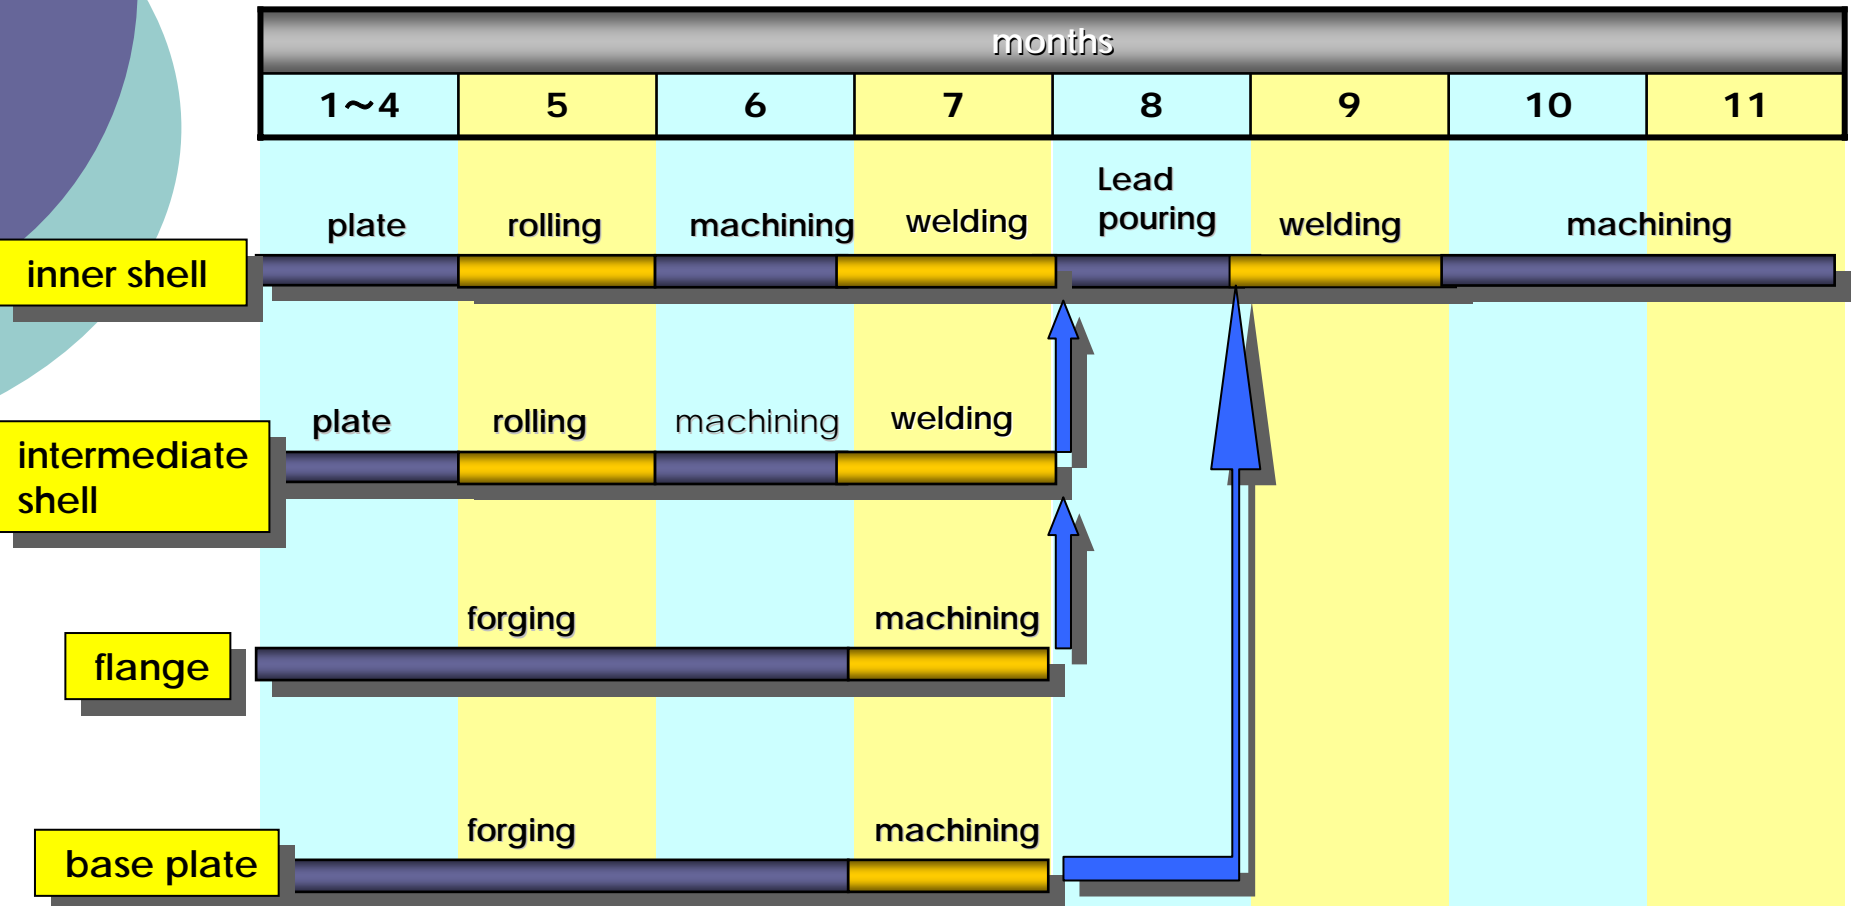 months
1～4 5 6 7 8 9 10 11
Lead
plate rolling machining welding pouring welding machining
inner shell
plate rolling machining welding
intermediate
shell
forging machining
flange
forging machining
base plate